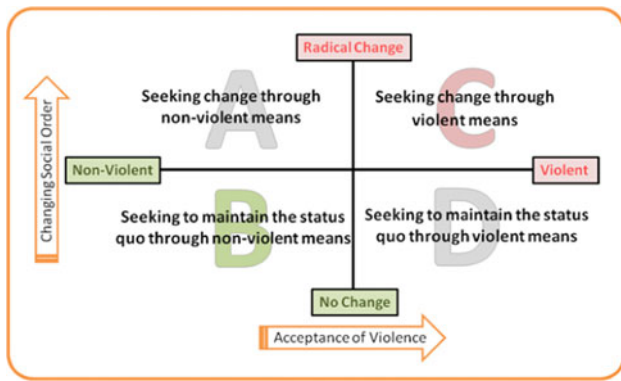 Radical Change
A
Seeking change through
non-violent means
C
Seeking change through
violent means
Changing Social Order
Non-Violent
Violent
B
Seeking to maintain the status
quo through non-violent means
D
Seeking to maintain the status
quo through violent means
No Change
Acceptance of Violence